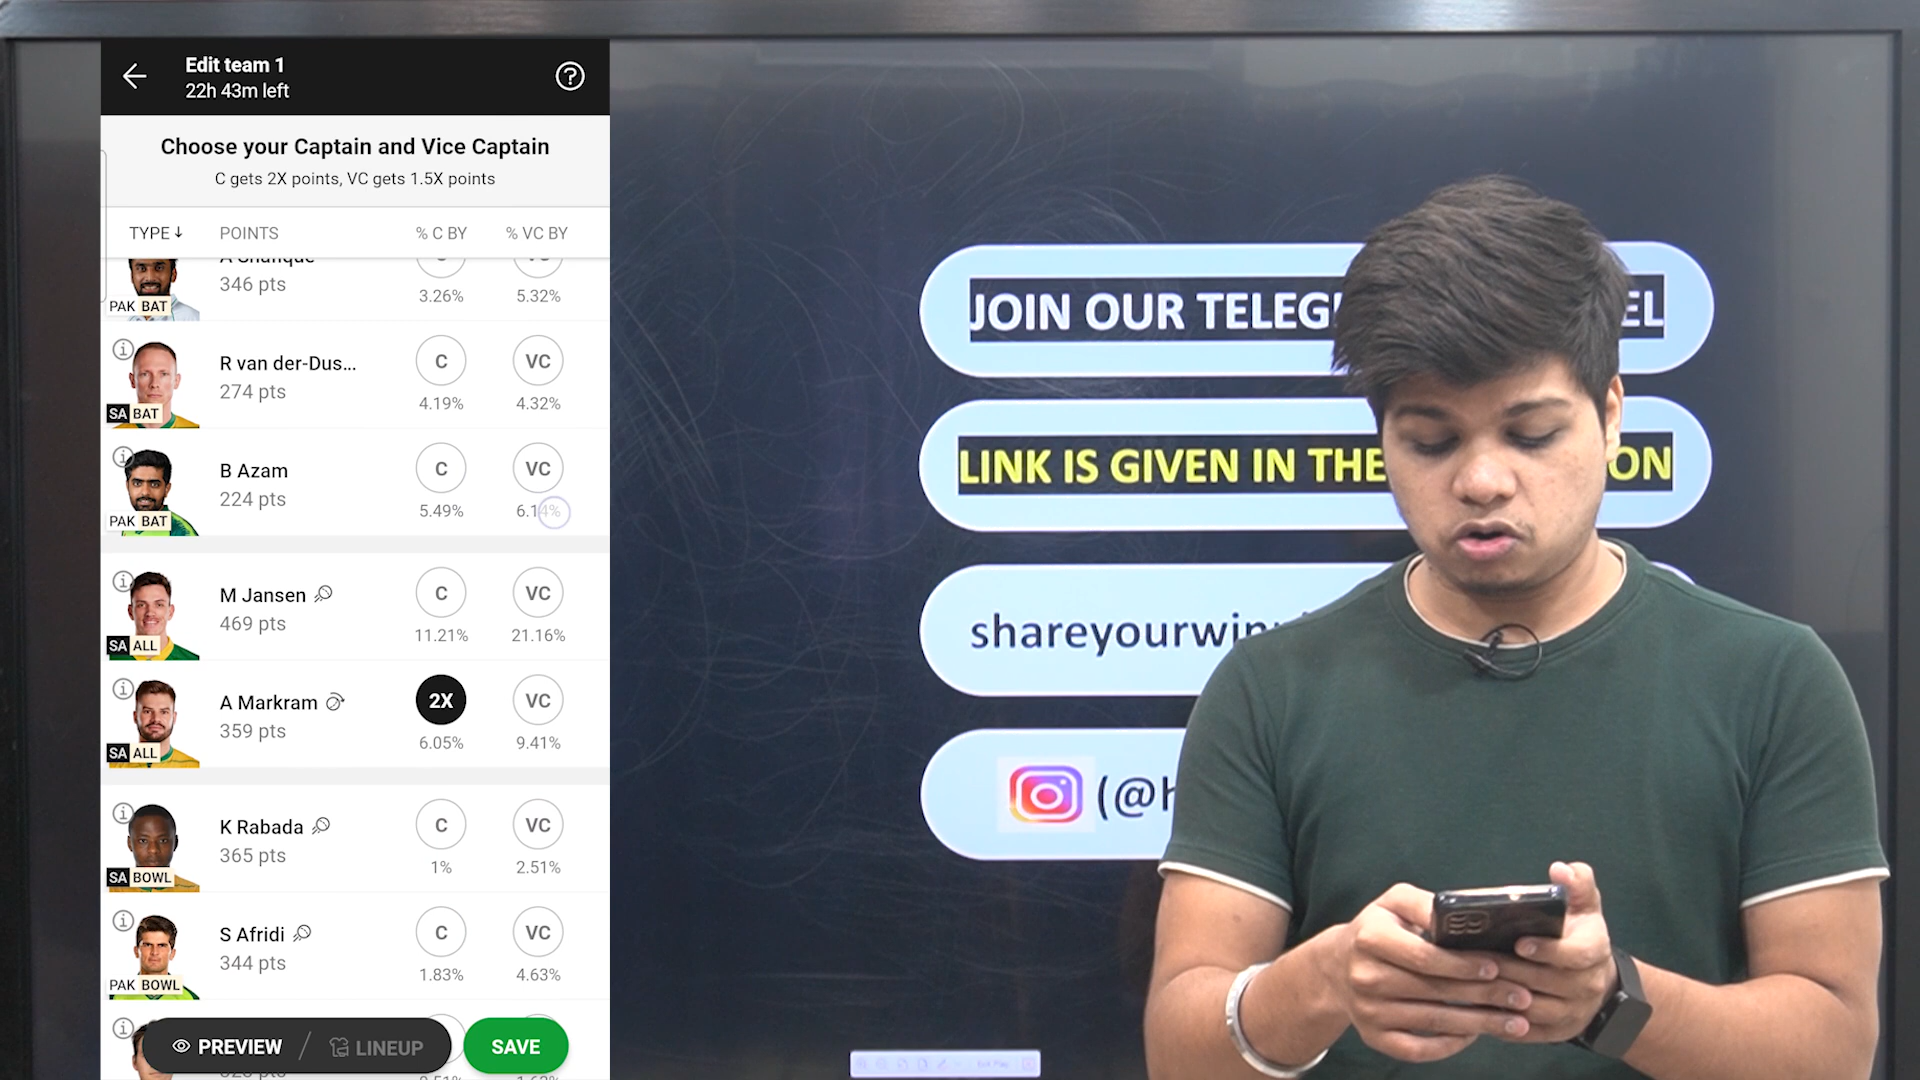 Edit team 1
22h 43m left
Choose your Captain and Vice Captain
C gets 2X points, VC gets 1.5X points
TYPE↓ POINTS % C BY % VC BY
346 pts 3.26% 5.32%
PAK BAT
R van der-Dus... C VC
274 pts 4.19% 4.32%
SA BAT
B Azam C VC
224 pts 5.49% 6.14%
PAK BAT
M Jansen C VC
469 pts 11.21% 21.16%
SA ALL
A Markram 2X VC
359 pts 6.05% 9.41%
SA ALL
K Rabada C VC
365 pts 1% 2.51%
SA BOWL
S Afridi C VC
344 pts 1.83% 4.63%
PAK BOWL
PREVIEW / LINEUP SAVE
JOIN OUR TELEG EL
LINK IS GIVEN IN THE ON
shareyourwin
(@h